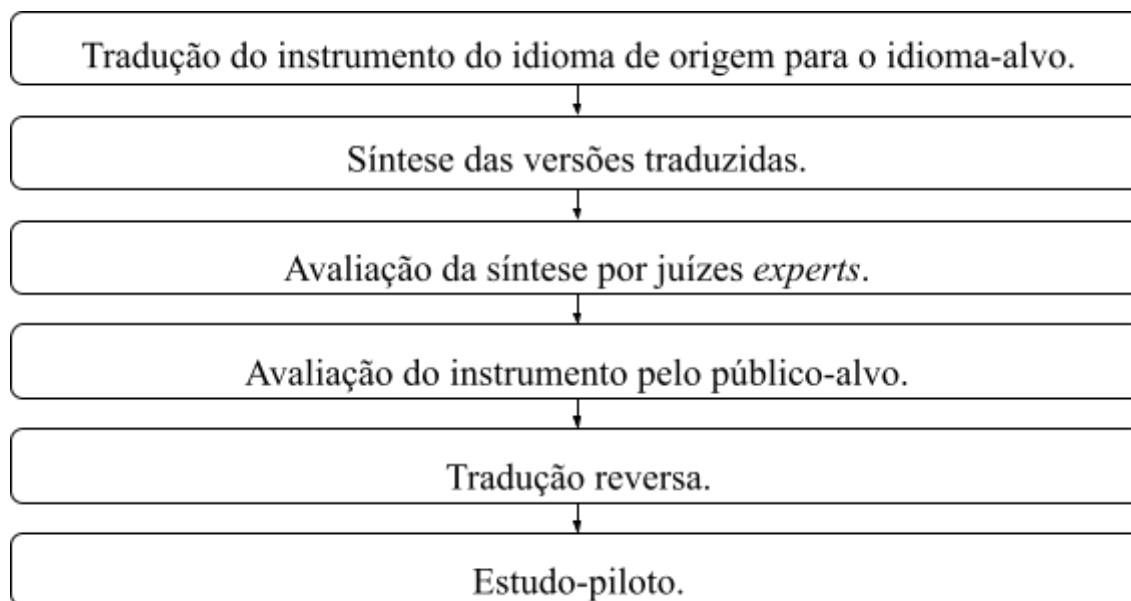 Tradução do instrumento do idioma de origem para o idioma-alvo.
Síntese das versões traduzidas.
Avaliação da síntese por juízes experts.
Avaliação do instrumento pelo público-alvo.
Tradução reversa.
Estudo-piloto.